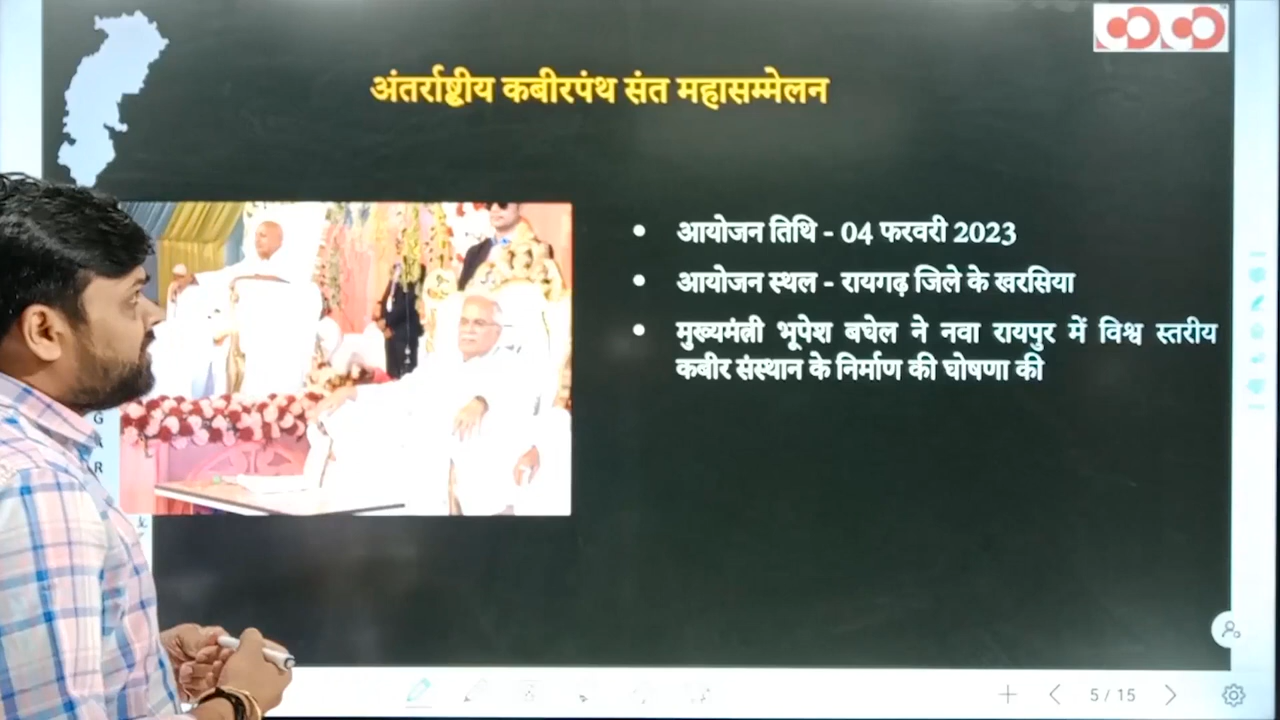 अंतर्राष्ट्रीय कबीरपंथ संत महासम्मेलन
• आयोजन तिथि - 04 फरवरी 2023
• आयोजन स्थल - रायगढ़ जिले के खरसिया
• मुख्यमंत्री भूपेश बघेल ने नवा रायपुर में विश्व स्तरीय
कबीर संस्थान के निर्माण की घोषणा की
G
A
R
5 / 15